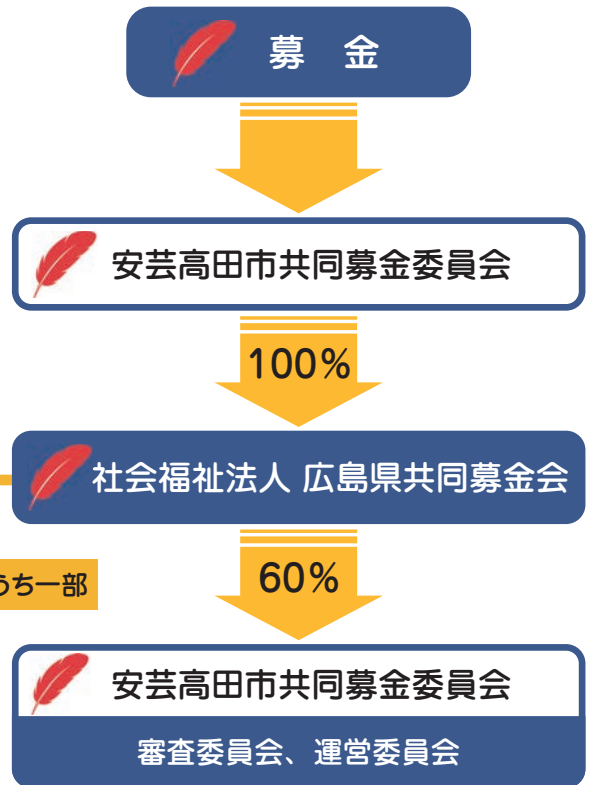 募 金
安芸高田市共同募金委員会
100%
社会福祉法人 広島県共同募金会
うち一部
60%
安芸高田市共同募金委員会
審査委員会、運営委員会